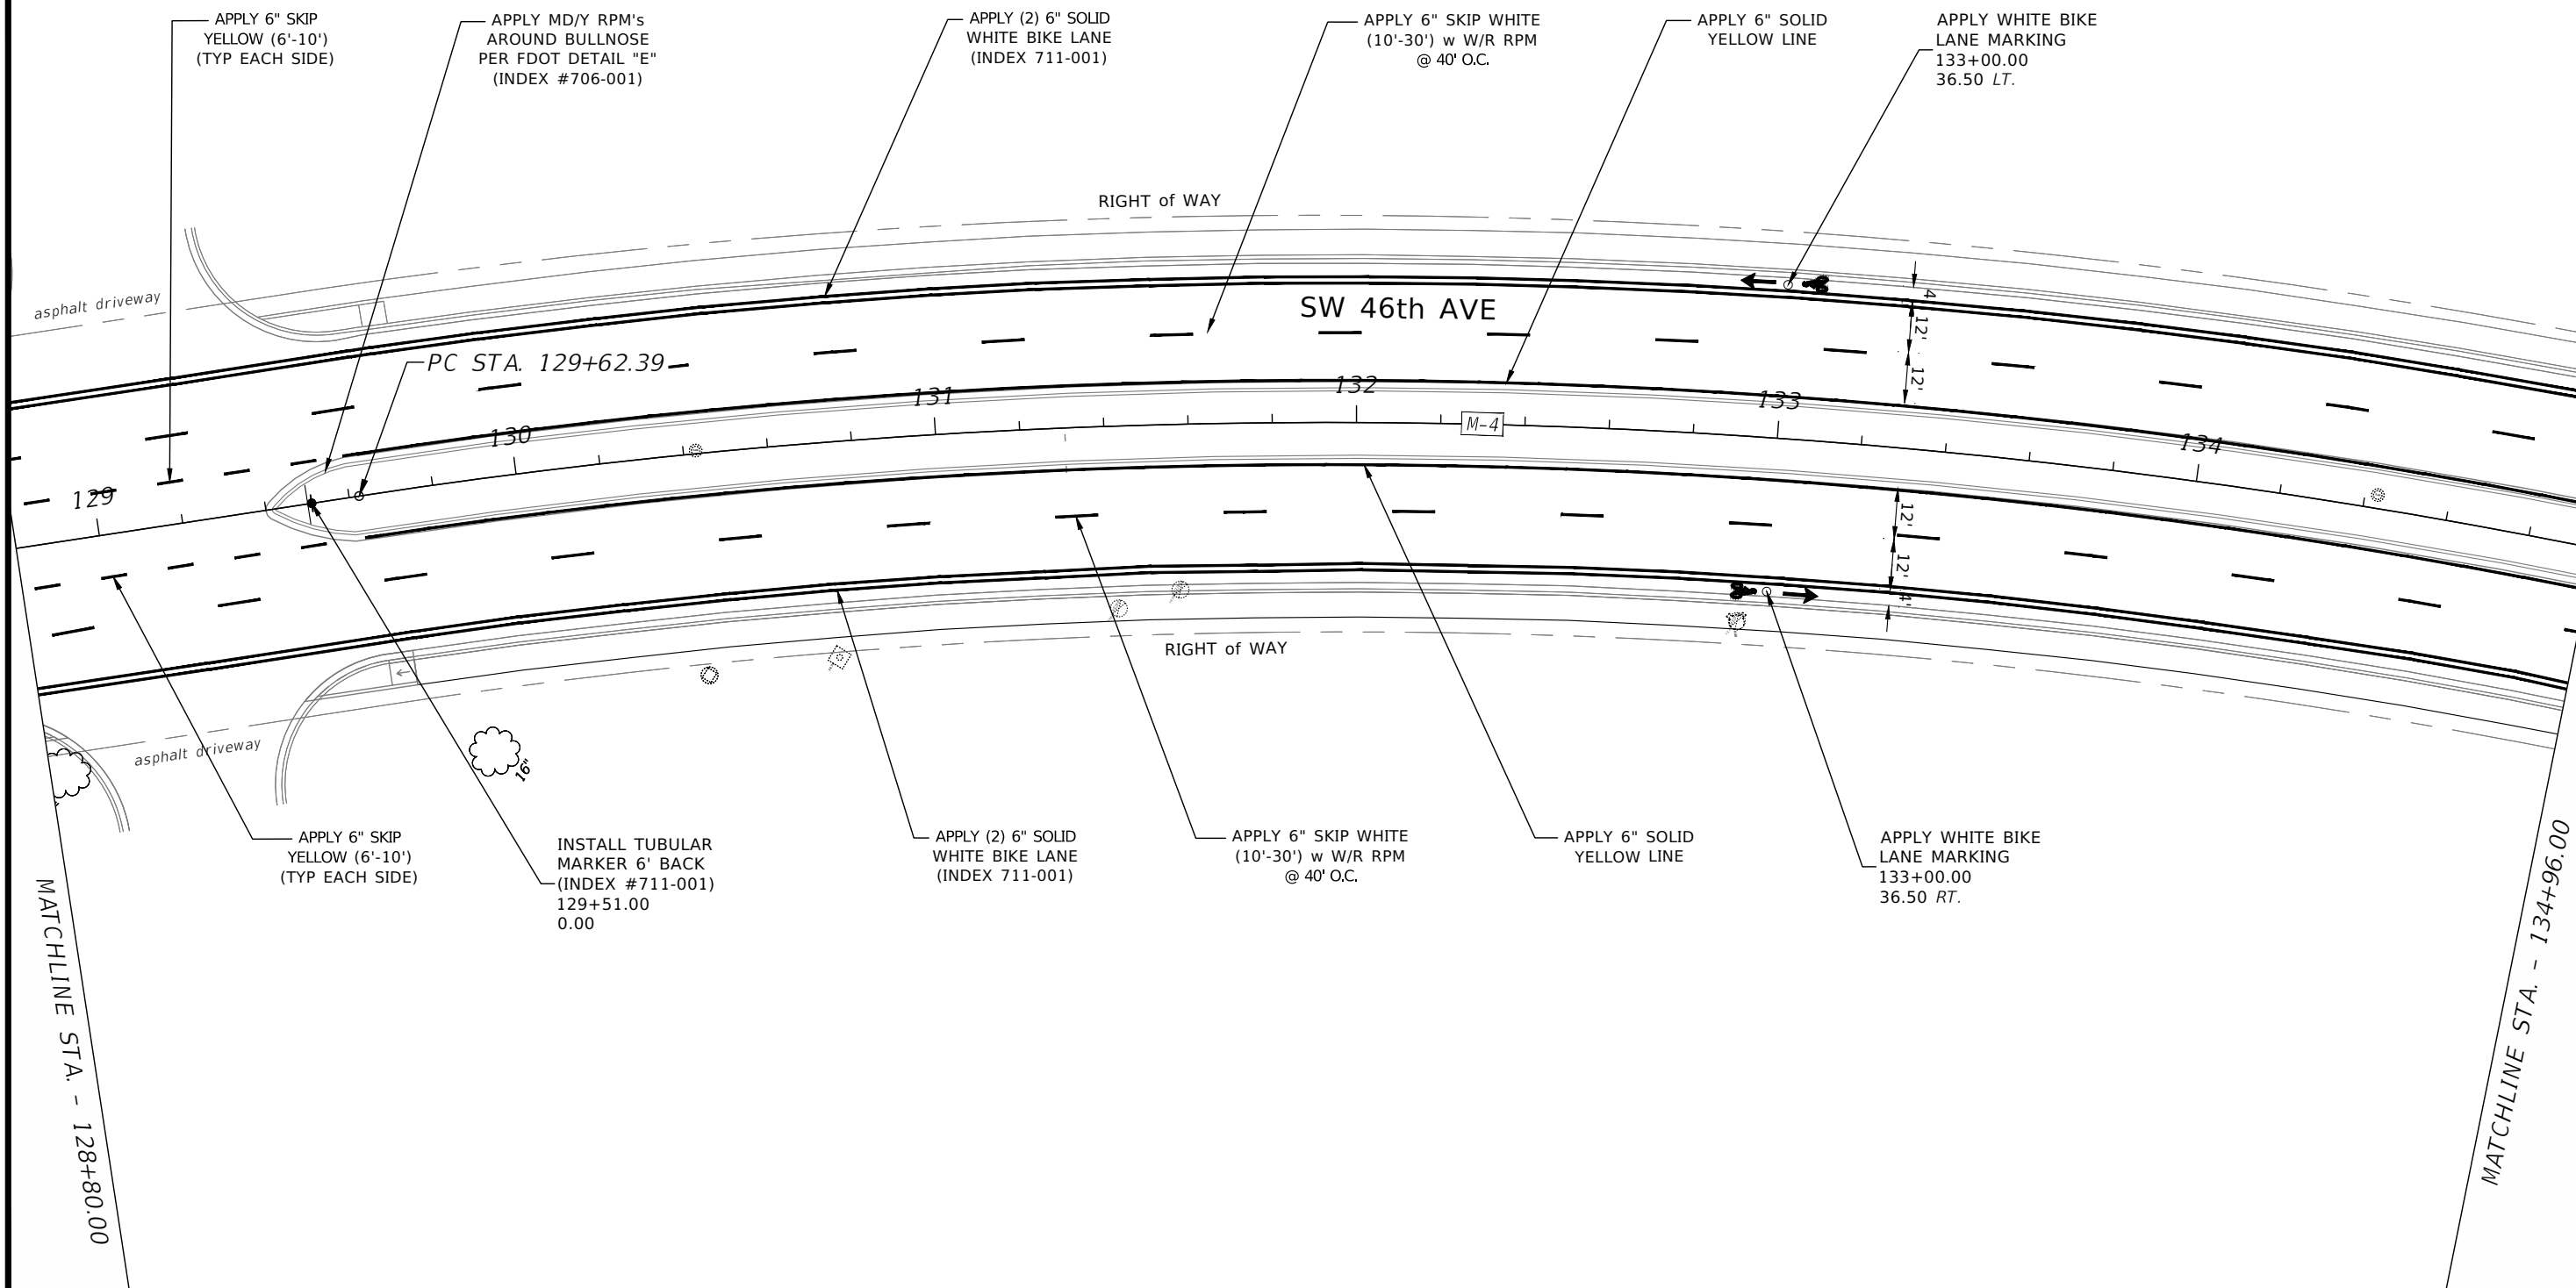 APPLY 6" SKIP
YELLOW (6'-10')
(TYP EACH SIDE)
APPLY MD/Y RPM's
AROUND BULLNOSE
PER FDOT DETAIL "E"
(INDEX #706-001)
APPLY (2) 6" SOLID
WHITE BIKE LANE
(INDEX 711-001)
APPLY 6" SKIP WHITE
(10'-30') w W/R RPM
@ 40' O.C.
APPLY 6" SOLID
YELLOW LINE
APPLY WHITE BIKE
LANE MARKING
133+00.00
36.50 LT.
RIGHT of WAY
asphalt driveway
SW 46th AVE
PC STA. 129+62.39
4'
12'
12'
129
130
131
132
133
134
M-4
12'
12'
4'
RIGHT of WAY
asphalt driveway
16"
APPLY 6" SKIP
YELLOW (6'-10')
(TYP EACH SIDE)
INSTALL TUBULAR
MARKER 6' BACK
(INDEX #711-001)
129+51.00
0.00
APPLY (2) 6" SOLID
WHITE BIKE LANE
(INDEX 711-001)
APPLY 6" SKIP WHITE
(10'-30') w W/R RPM
@ 40' O.C.
APPLY 6" SOLID
YELLOW LINE
APPLY WHITE BIKE
LANE MARKING
133+00.00
36.50 RT.
MATCHLINE STA. - 128+80.00
MATCHLINE STA. - 134+96.00